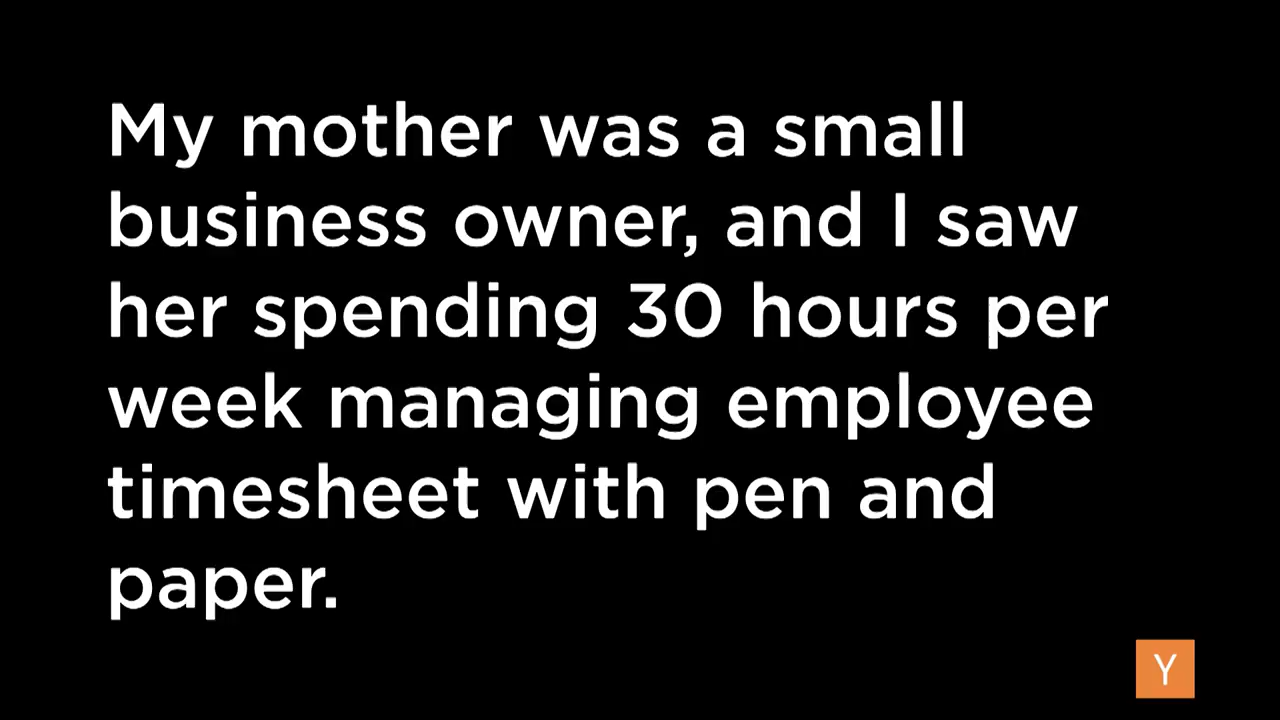 My mother was a small
business owner, and I saw
her spending 30 hours per
week managing employee
timesheet with pen and
paper.
Y